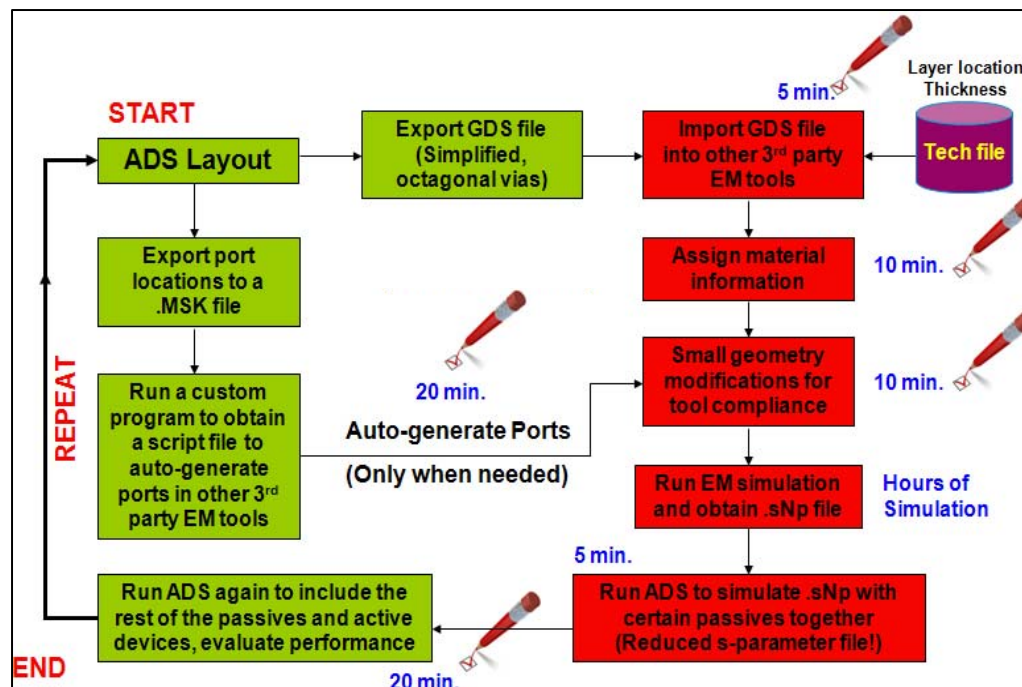 START
ADS Layout
Export GDS file
(Simplified,
octagonal vias)
5 min.
Import GDS file
into other 3rd party
EM tools
Layer location
Thickness
Tech file
Export port
locations to a
.MSK file
Assign material
information
10 min.
REPEAT
Run a custom
program to obtain
a script file to
auto-generate
ports in other 3rd
party EM tools
20 min.
Auto-generate Ports
(Only when needed)
Small geometry
modifications for
tool compliance
10 min.
Run EM simulation
and obtain .sNp file
Hours of
Simulation
5 min.
Run ADS to simulate .sNp with
certain passives together
(Reduced s-parameter file!)
20 min.
Run ADS again to include the
rest of the passives and active
devices, evaluate performance
END